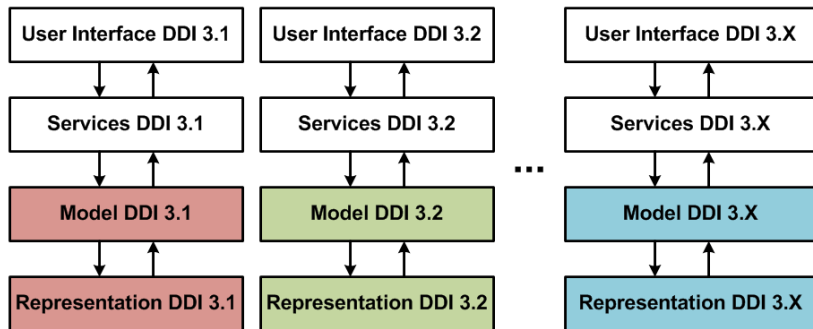 User Interface DDI 3.1
User Interface DDI 3.2
User Interface DDI 3.X
Services DDI 3.1
Services DDI 3.2
Services DDI 3.X
...
Model DDI 3.1
Model DDI 3.2
Model DDI 3.X
Representation DDI 3.1
Representation DDI 3.2
Representation DDI 3.X